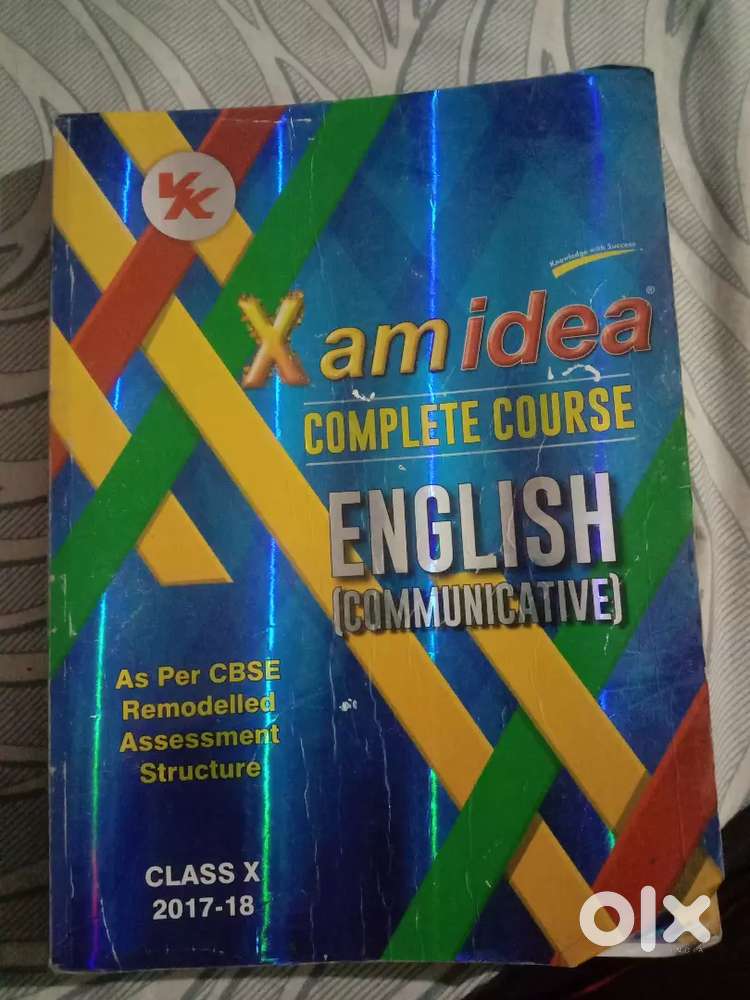 VK
Knowledge with Success
Xam idea®
COMPLETE COURSE
ENGLISH
(COMMUNICATIVE)
As Per CBSE
Remodelled
Assessment
Structure
CLASS X
2017-18
olx